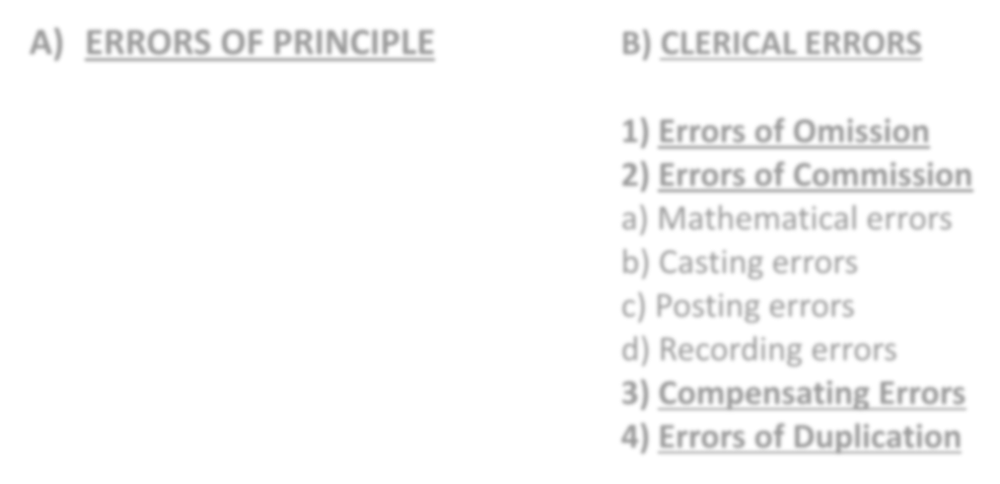 A) ERRORS OF PRINCIPLE
B) CLERICAL ERRORS
1) Errors of Omission
2) Errors of Commission
a) Mathematical errors
b) Casting errors
c) Posting errors
d) Recording errors
3) Compensating Errors
4) Errors of Duplication